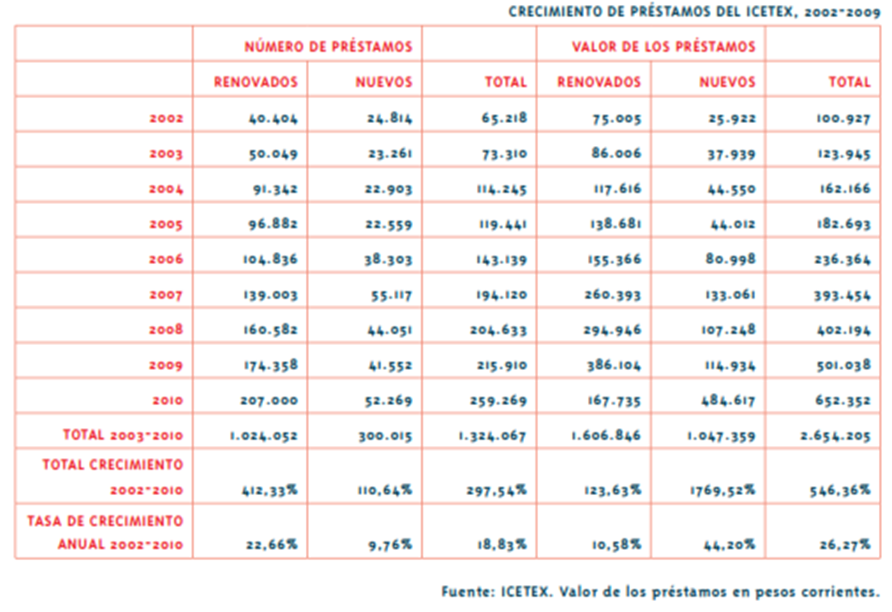 CRECIMIENTO DE PRÉSTAMOS DEL ICETEX, 2002-2009
NÚMERO DE PRÉSTAMOS VALOR DE LOS PRÉSTAMOS
RENOVADOS NUEVOS TOTAL RENOVADOS NUEVOS TOTAL
2002 40.404 24.814 65.218 75.005 25.922 100.927
2003 50.049 23.261 73.310 86.006 37.939 123.945
2004 91.342 22.903 114.245 117.616 44.550 162.166
2005 96.882 22.559 119.441 138.681 44.012 182.693
2006 104.836 38.303 143.139 155.366 80.998 236.364
2007 139.003 55.117 194.120 260.393 133.061 393.454
2008 160.582 44.051 204.633 294.946 107.248 402.194
2009 174.358 41.552 215.910 386.104 114.934 501.038
2010 207.000 52.269 259.269 167.735 484.617 652.352
TOTAL 2003-2010 1.024.052 300.015 1.324.067 1.606.846 1.047.359 2.654.205
TOTAL CRECIMIENTO
2002-2010 412,33% 110,64% 297,54% 123,63% 1769,52% 546,36%
TASA DE CRECIMIENTO
ANUAL 2002-2010 22,66% 9,76% 18,83% 10,58% 44,20% 26,27%
Fuente: ICETEX. Valor de los préstamos en pesos corrientes.